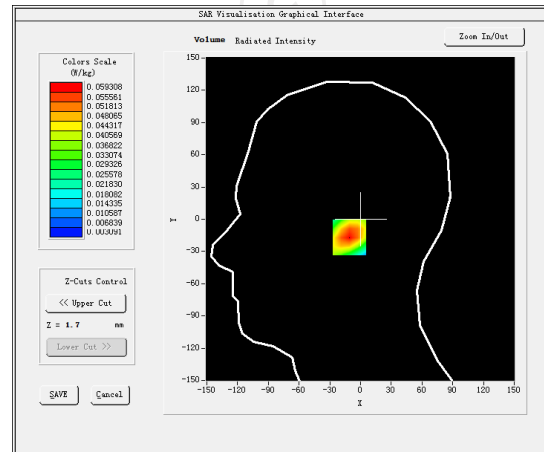 SAR Visualisation Graphical Interface
Volume Radiated Intensity
Zoom In/Out
Colors Scale
(W/kg)
0.059308
0.055561
0.051813
0.048065
0.044317
0.040569
0.036822
0.033074
0.029326
0.025578
0.021830
0.018082
0.014335
0.010587
0.006839
0.003091
Z-Cuts Control
<< Upper Cut
Z = 1.7 mm
Lower Cut >>
SAVE Cancel
150
120
90
60
30
0
-30
-60
-90
-120
-150
Y
-150 -120 -90 -60 -30 0 30 60 90 120 150
X